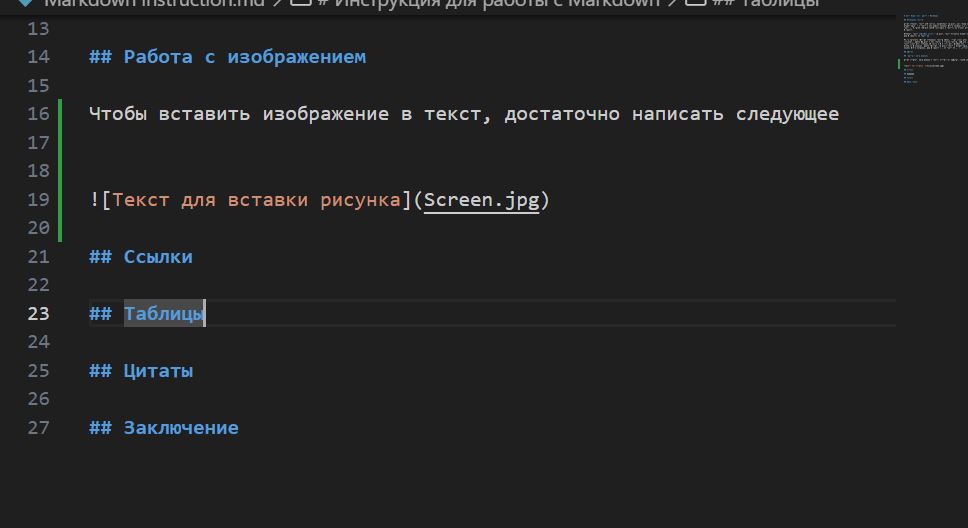 Markdown instruction.md > # Инструкция для работы с Markdown > ## Таблицы
13
14 ## Работа с изображением
15
16 Чтобы вставить изображение в текст, достаточно написать следующее
17
18
19 ![Текст для вставки рисунка](Screen.jpg)
20
21 ## Ссылки
22
23 ## Таблицы
24
25 ## Цитаты
26
27 ## Заключение